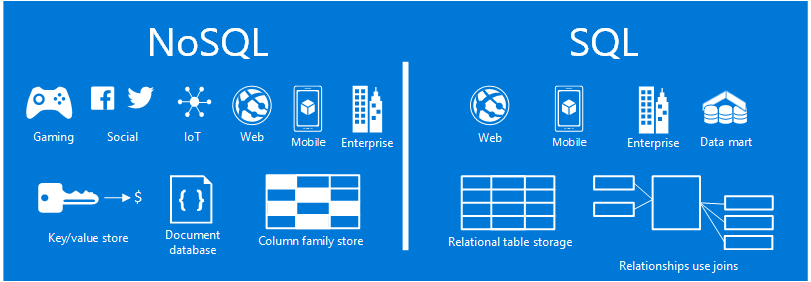 NoSQL
SQL
Gaming
Social
IoT
Web
Mobile
Enterprise
Web
Mobile
Enterprise
Data mart
$
{ }
Key/value store
Document
database
Column family store
Relational table storage
Relationships use joins